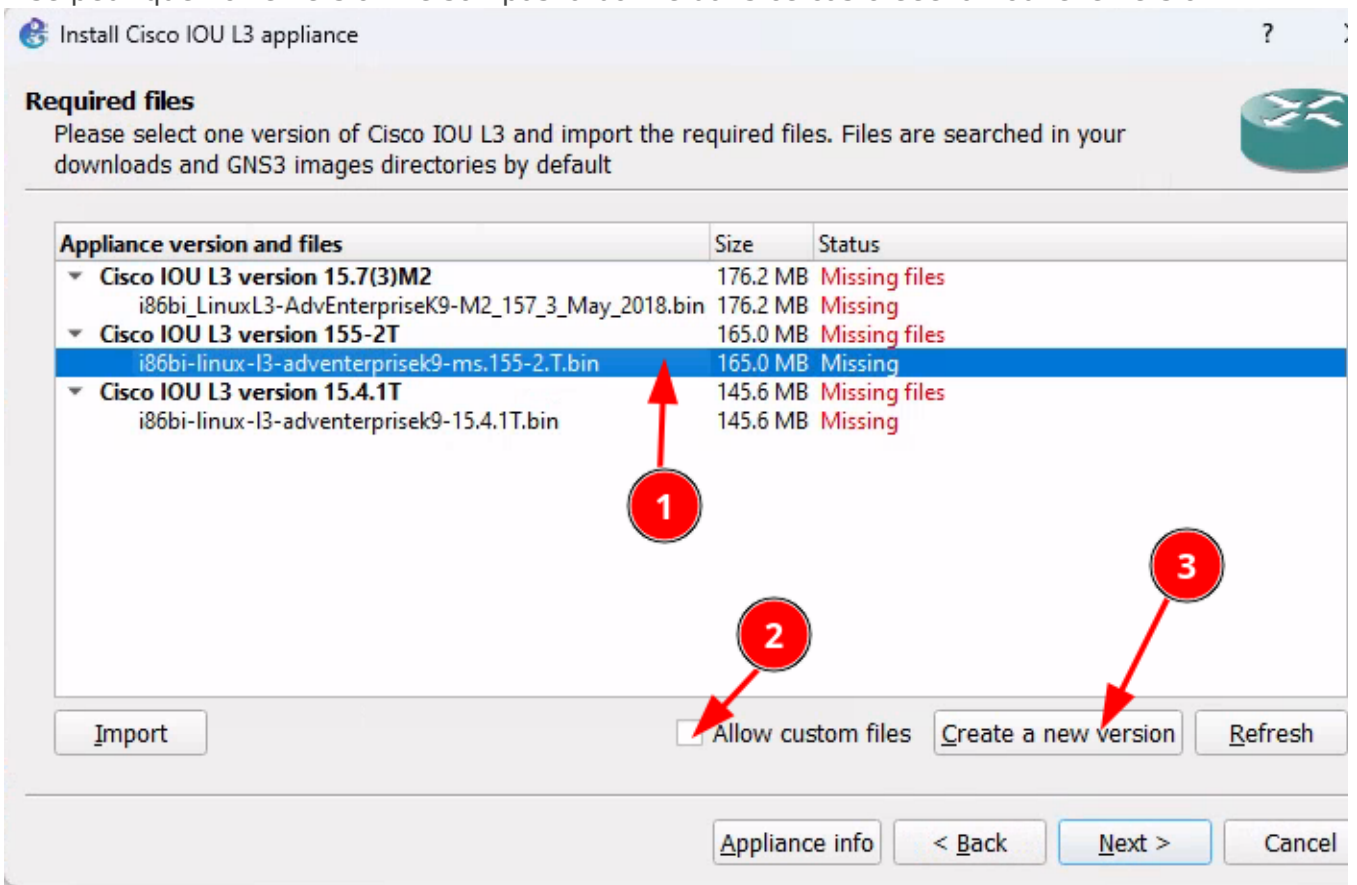 Install Cisco IOU L3 appliance ?
Required files
Please select one version of Cisco IOU L3 and import the required files. Files are searched in your
downloads and GNS3 images directories by default
Appliance version and files Size Status
Cisco IOU L3 version 15.7(3)M2 176.2 MB Missing files
i86bi_LinuxL3-AdvEnterpriseK9-M2_157_3_May_2018.bin 176.2 MB Missing
Cisco IOU L3 version 155-2T 165.0 MB Missing files
i86bi-linux-l3-adventerprisek9-ms.155-2.T.bin 165.0 MB Missing
Cisco IOU L3 version 15.4.1T 145.6 MB Missing files
i86bi-linux-l3-adventerprisek9-15.4.1T.bin 145.6 MB Missing
1
3
2
Import Allow custom files Create a new version Refresh
Appliance info < Back Next > Cancel